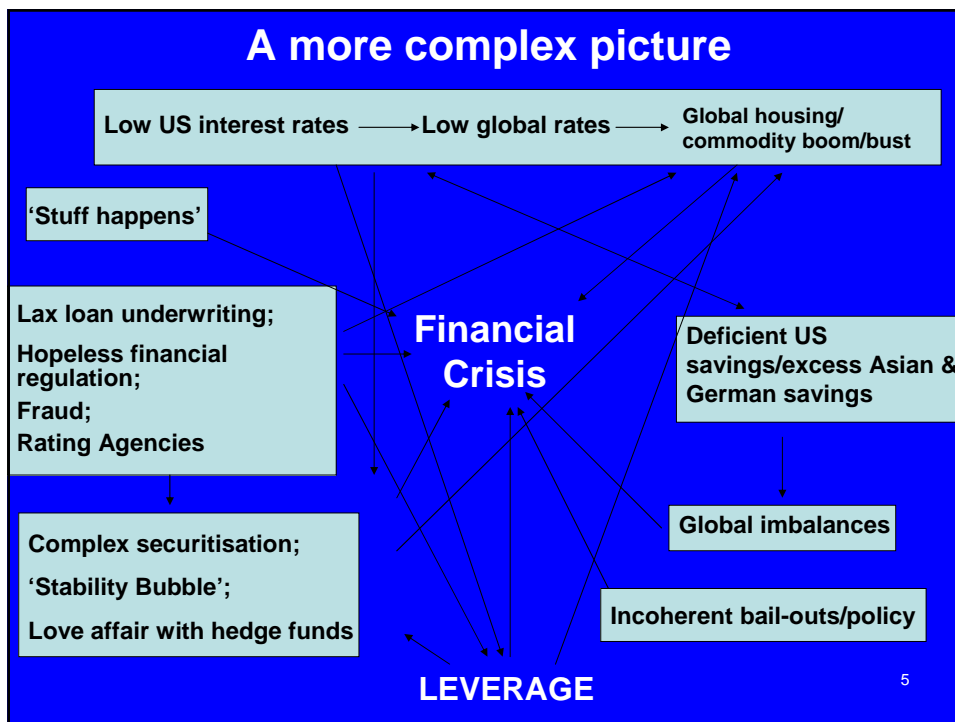 A more complex picture
Low US interest rates
Low global rates
Global housing/
commodity boom/bust
‘Stuff happens’
Lax loan underwriting;
Hopeless financial
regulation;
Fraud;
Rating Agencies
Financial
Crisis
Deficient US
savings/excess Asian &
German savings
Complex securitisation;
‘Stability Bubble’;
Love affair with hedge funds
Global imbalances
Incoherent bail-outs/policy
LEVERAGE
5